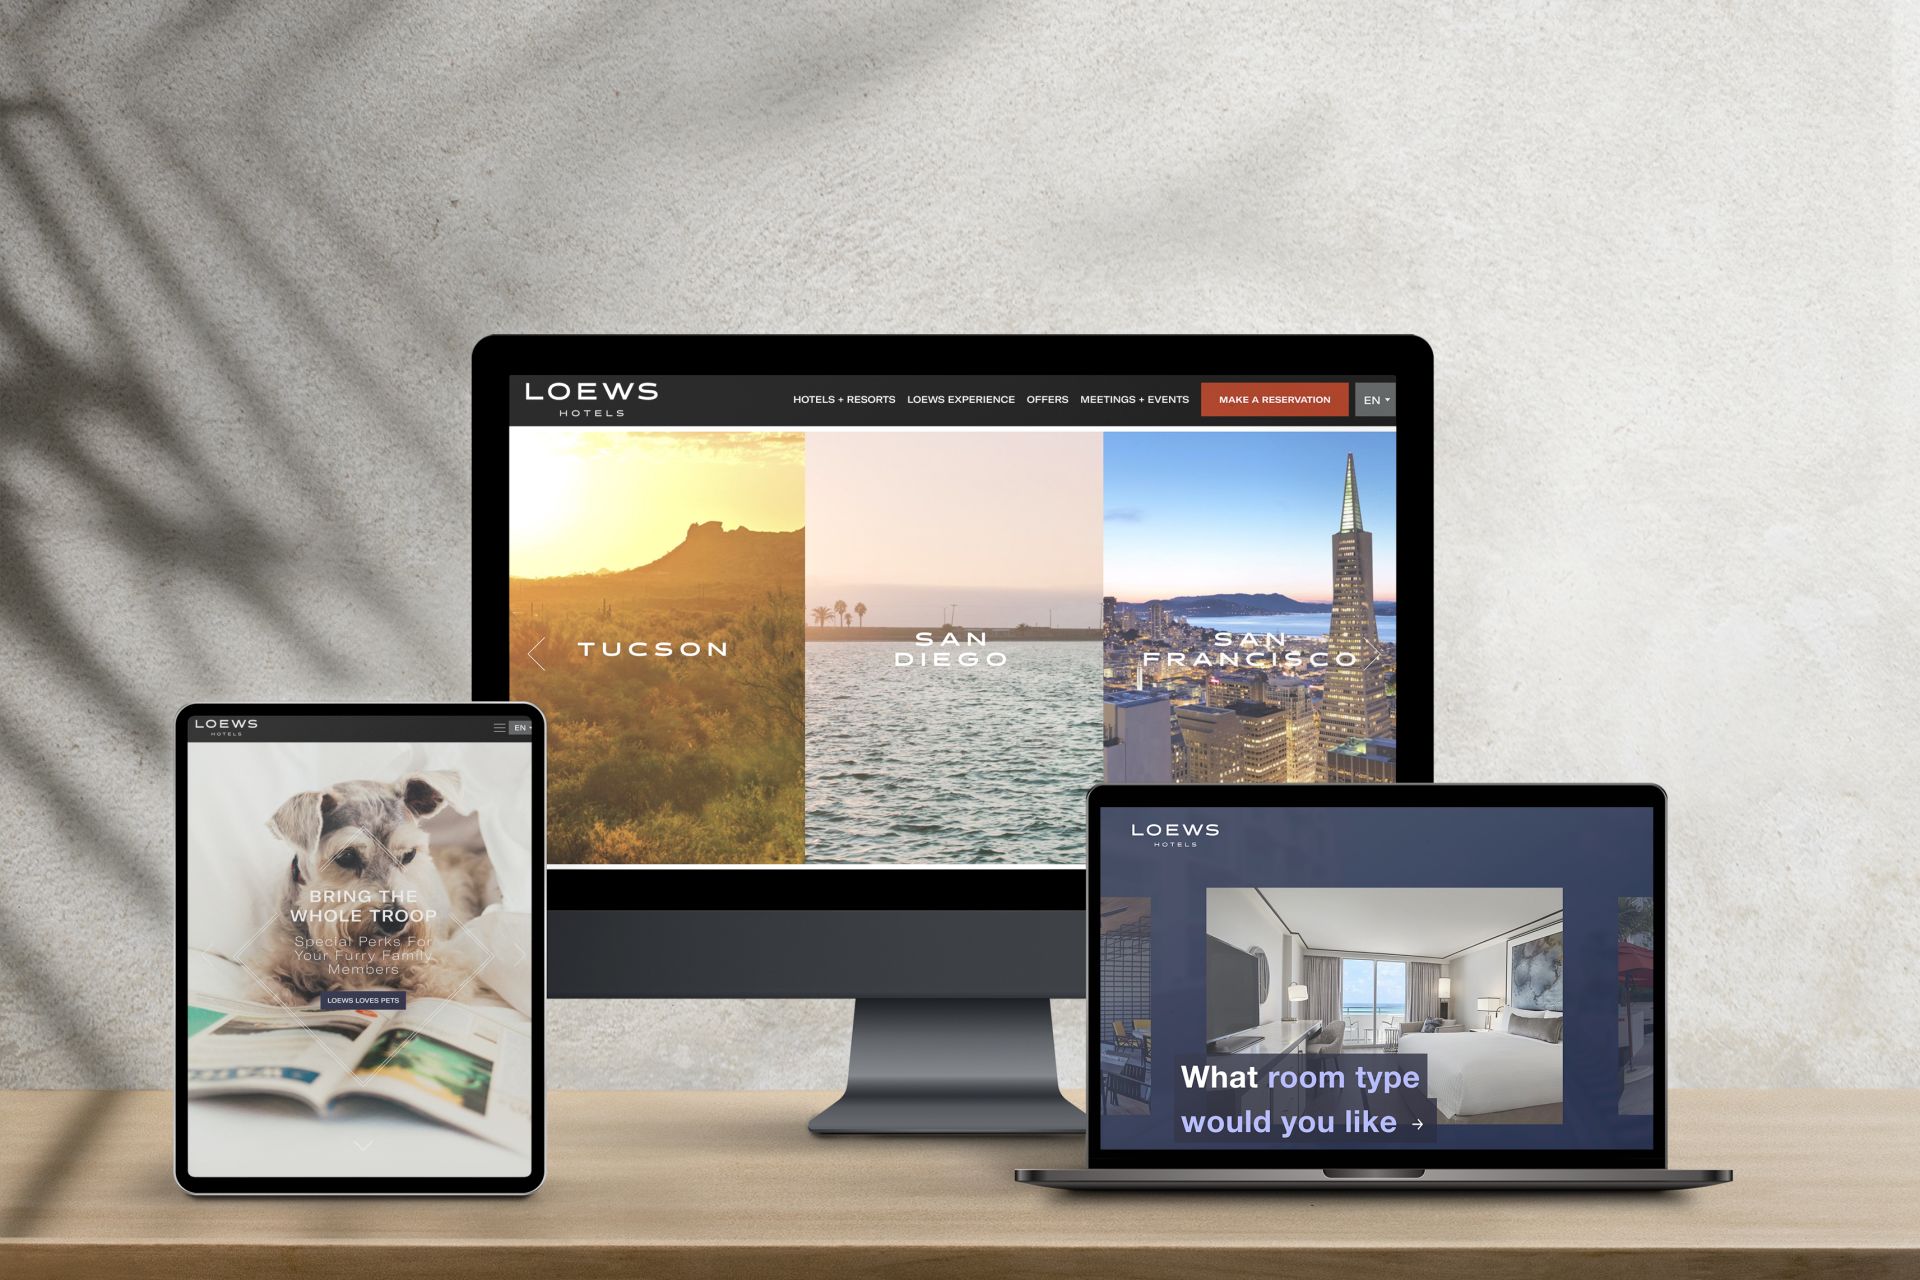 LOEWS
HOTELS
HOTELS + RESORTS LOEWS EXPERIENCE OFFERS MEETINGS + EVENTS MAKE A RESERVATION EN
TUCSON
SAN
DIEGO
SAN
FRANCISCO
LOEWS
HOTELS
EN
BRING THE
WHOLE TROOP
Special Perks For
Your Furry Family
Members
LOEWS LOVES PETS
LOEWS
HOTELS
What room type
would you like →